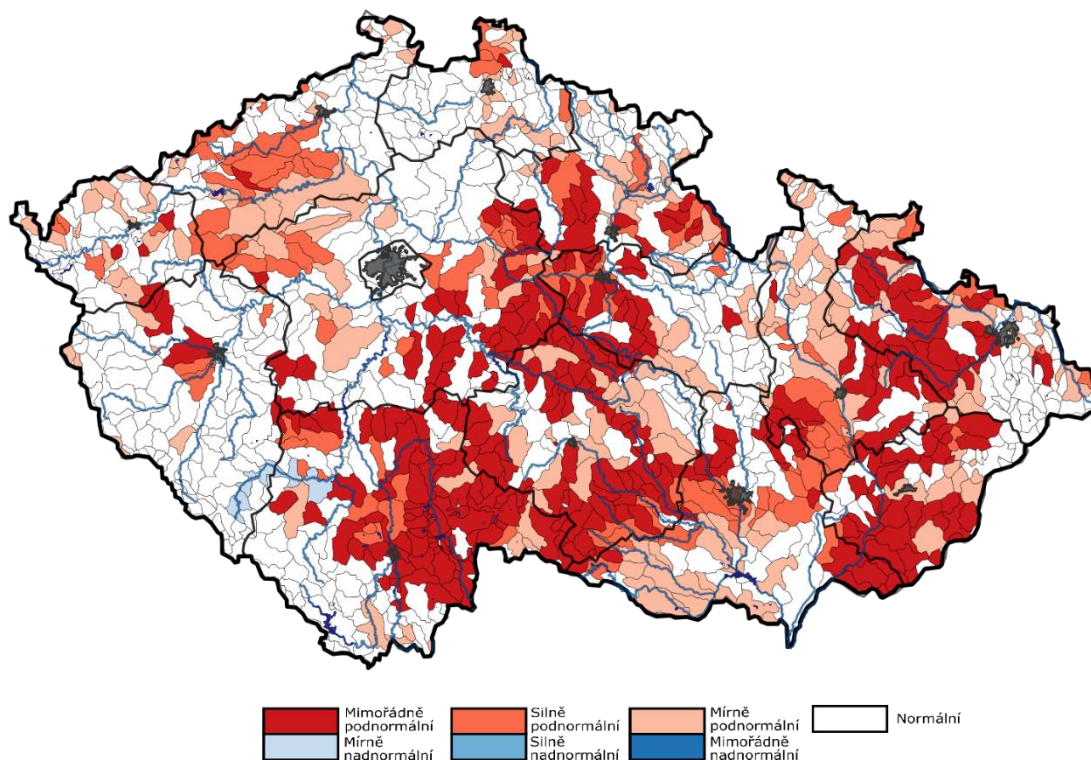 Mimořádně
podnormální
Silně
podnormální
Mírně
podnormální
Normální
Mírně
nadnormální
Silně
nadnormální
Mimořádně
nadnormální